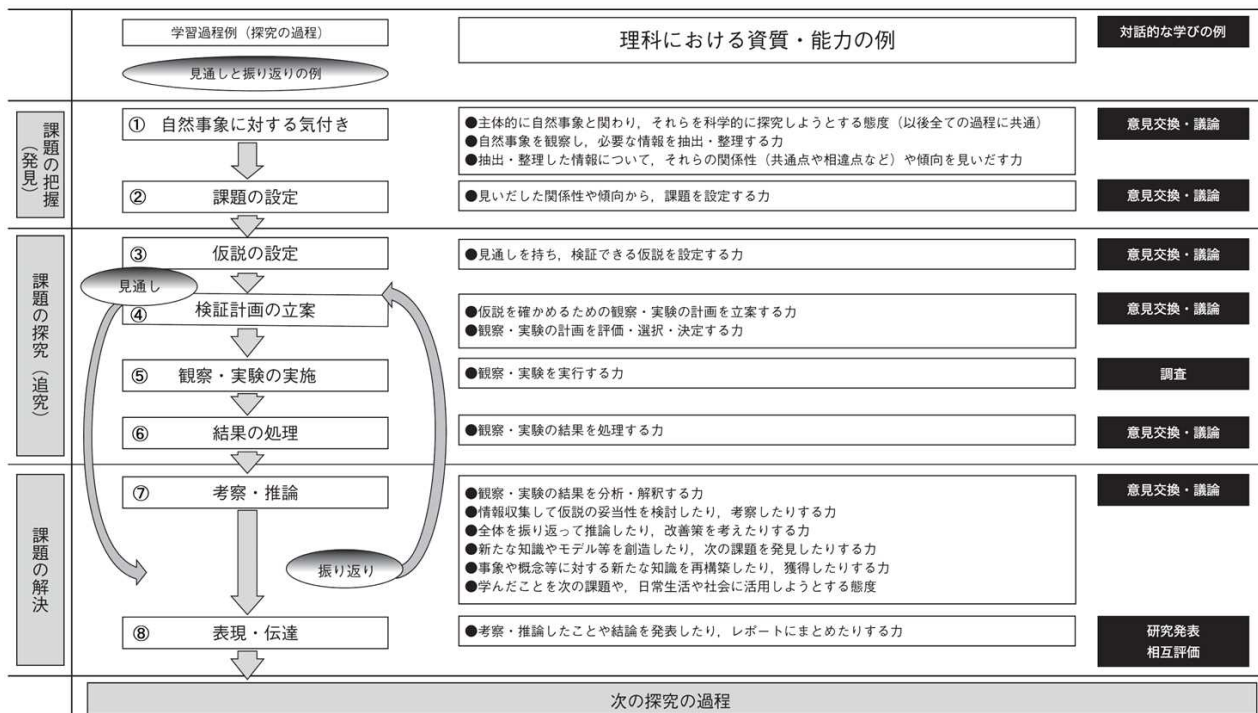 学習過程例（探究の過程）
見通しと振り返りの例
理科における資質・能力の例
対話的な学びの例
課題の把握（発見）
① 自然事象に対する気付き
●主体的に自然事象と関わり，それらを科学的に探究しようとする態度（以後全ての過程に共通）
●自然事象を観察し，必要な情報を抽出・整理する力
●抽出・整理した情報について，それらの関係性（共通点や相違点など）や傾向を見いだす力
意見交換・議論
② 課題の設定
●見いだした関係性や傾向から，課題を設定する力
意見交換・議論
課題の探究（追究）
③ 仮説の設定
●見通しを持ち，検証できる仮説を設定する力
意見交換・議論
見通し
④ 検証計画の立案
●仮説を確かめるための観察・実験の計画を立案する力
●観察・実験の計画を評価・選択・決定する力
意見交換・議論
⑤ 観察・実験の実施
●観察・実験を実行する力
調査
⑥ 結果の処理
●観察・実験の結果を処理する力
意見交換・議論
課題の解決
⑦ 考察・推論
●観察・実験の結果を分析・解釈する力
●情報収集して仮説の妥当性を検討したり，考察したりする力
●全体を振り返って推論したり，改善策を考えたりする力
●新たな知識やモデル等を創造したり，次の課題を発見したりする力
●事象や概念等に対する新たな知識を再構築したり，獲得したりする力
●学んだことを次の課題や，日常生活や社会に活用しようとする態度
意見交換・議論
振り返り
⑧ 表現・伝達
●考察・推論したことや結論を発表したり，レポートにまとめたりする力
研究発表
相互評価
次の探究の過程